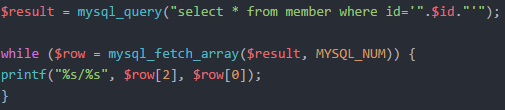 $result = mysql_query("select * from member where id='".$id."'");
while ($row = mysql_fetch_array($result, MYSQL_NUM)) {
printf("%s/%s", $row[2], $row[0]);
}